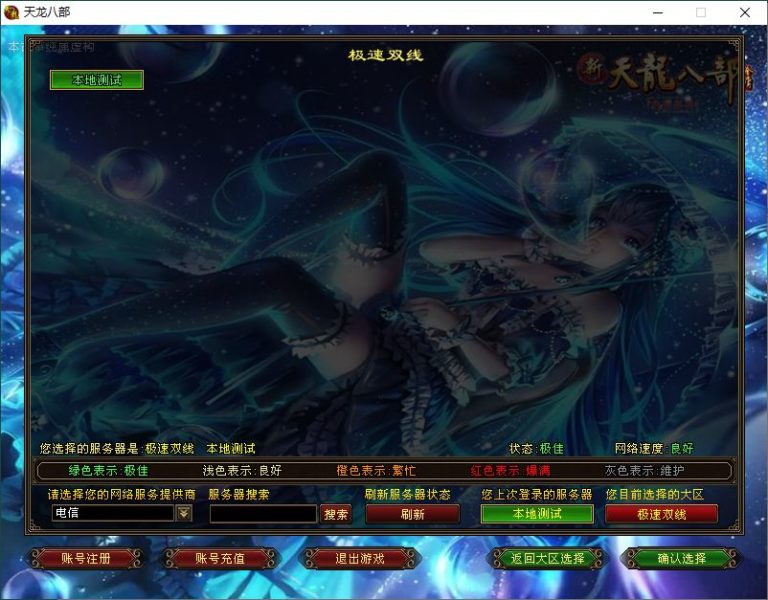 天龙八部
极速双线
本地测试
新天龍八部
您选择的服务器是:极速双线 本地测试 状态:极佳 网络速度:良好
绿色表示:极佳 浅色表示:良好 橙色表示:繁忙 红色表示:爆满 灰色表示:维护
请选择您的网络服务提供商 服务器搜索 刷新服务器状态 您上次登录的服务器 您目前选择的大区
电信 搜索 刷新 本地测试 极速双线
账号注册 账号充值 退出游戏 返回大区选择 确认选择